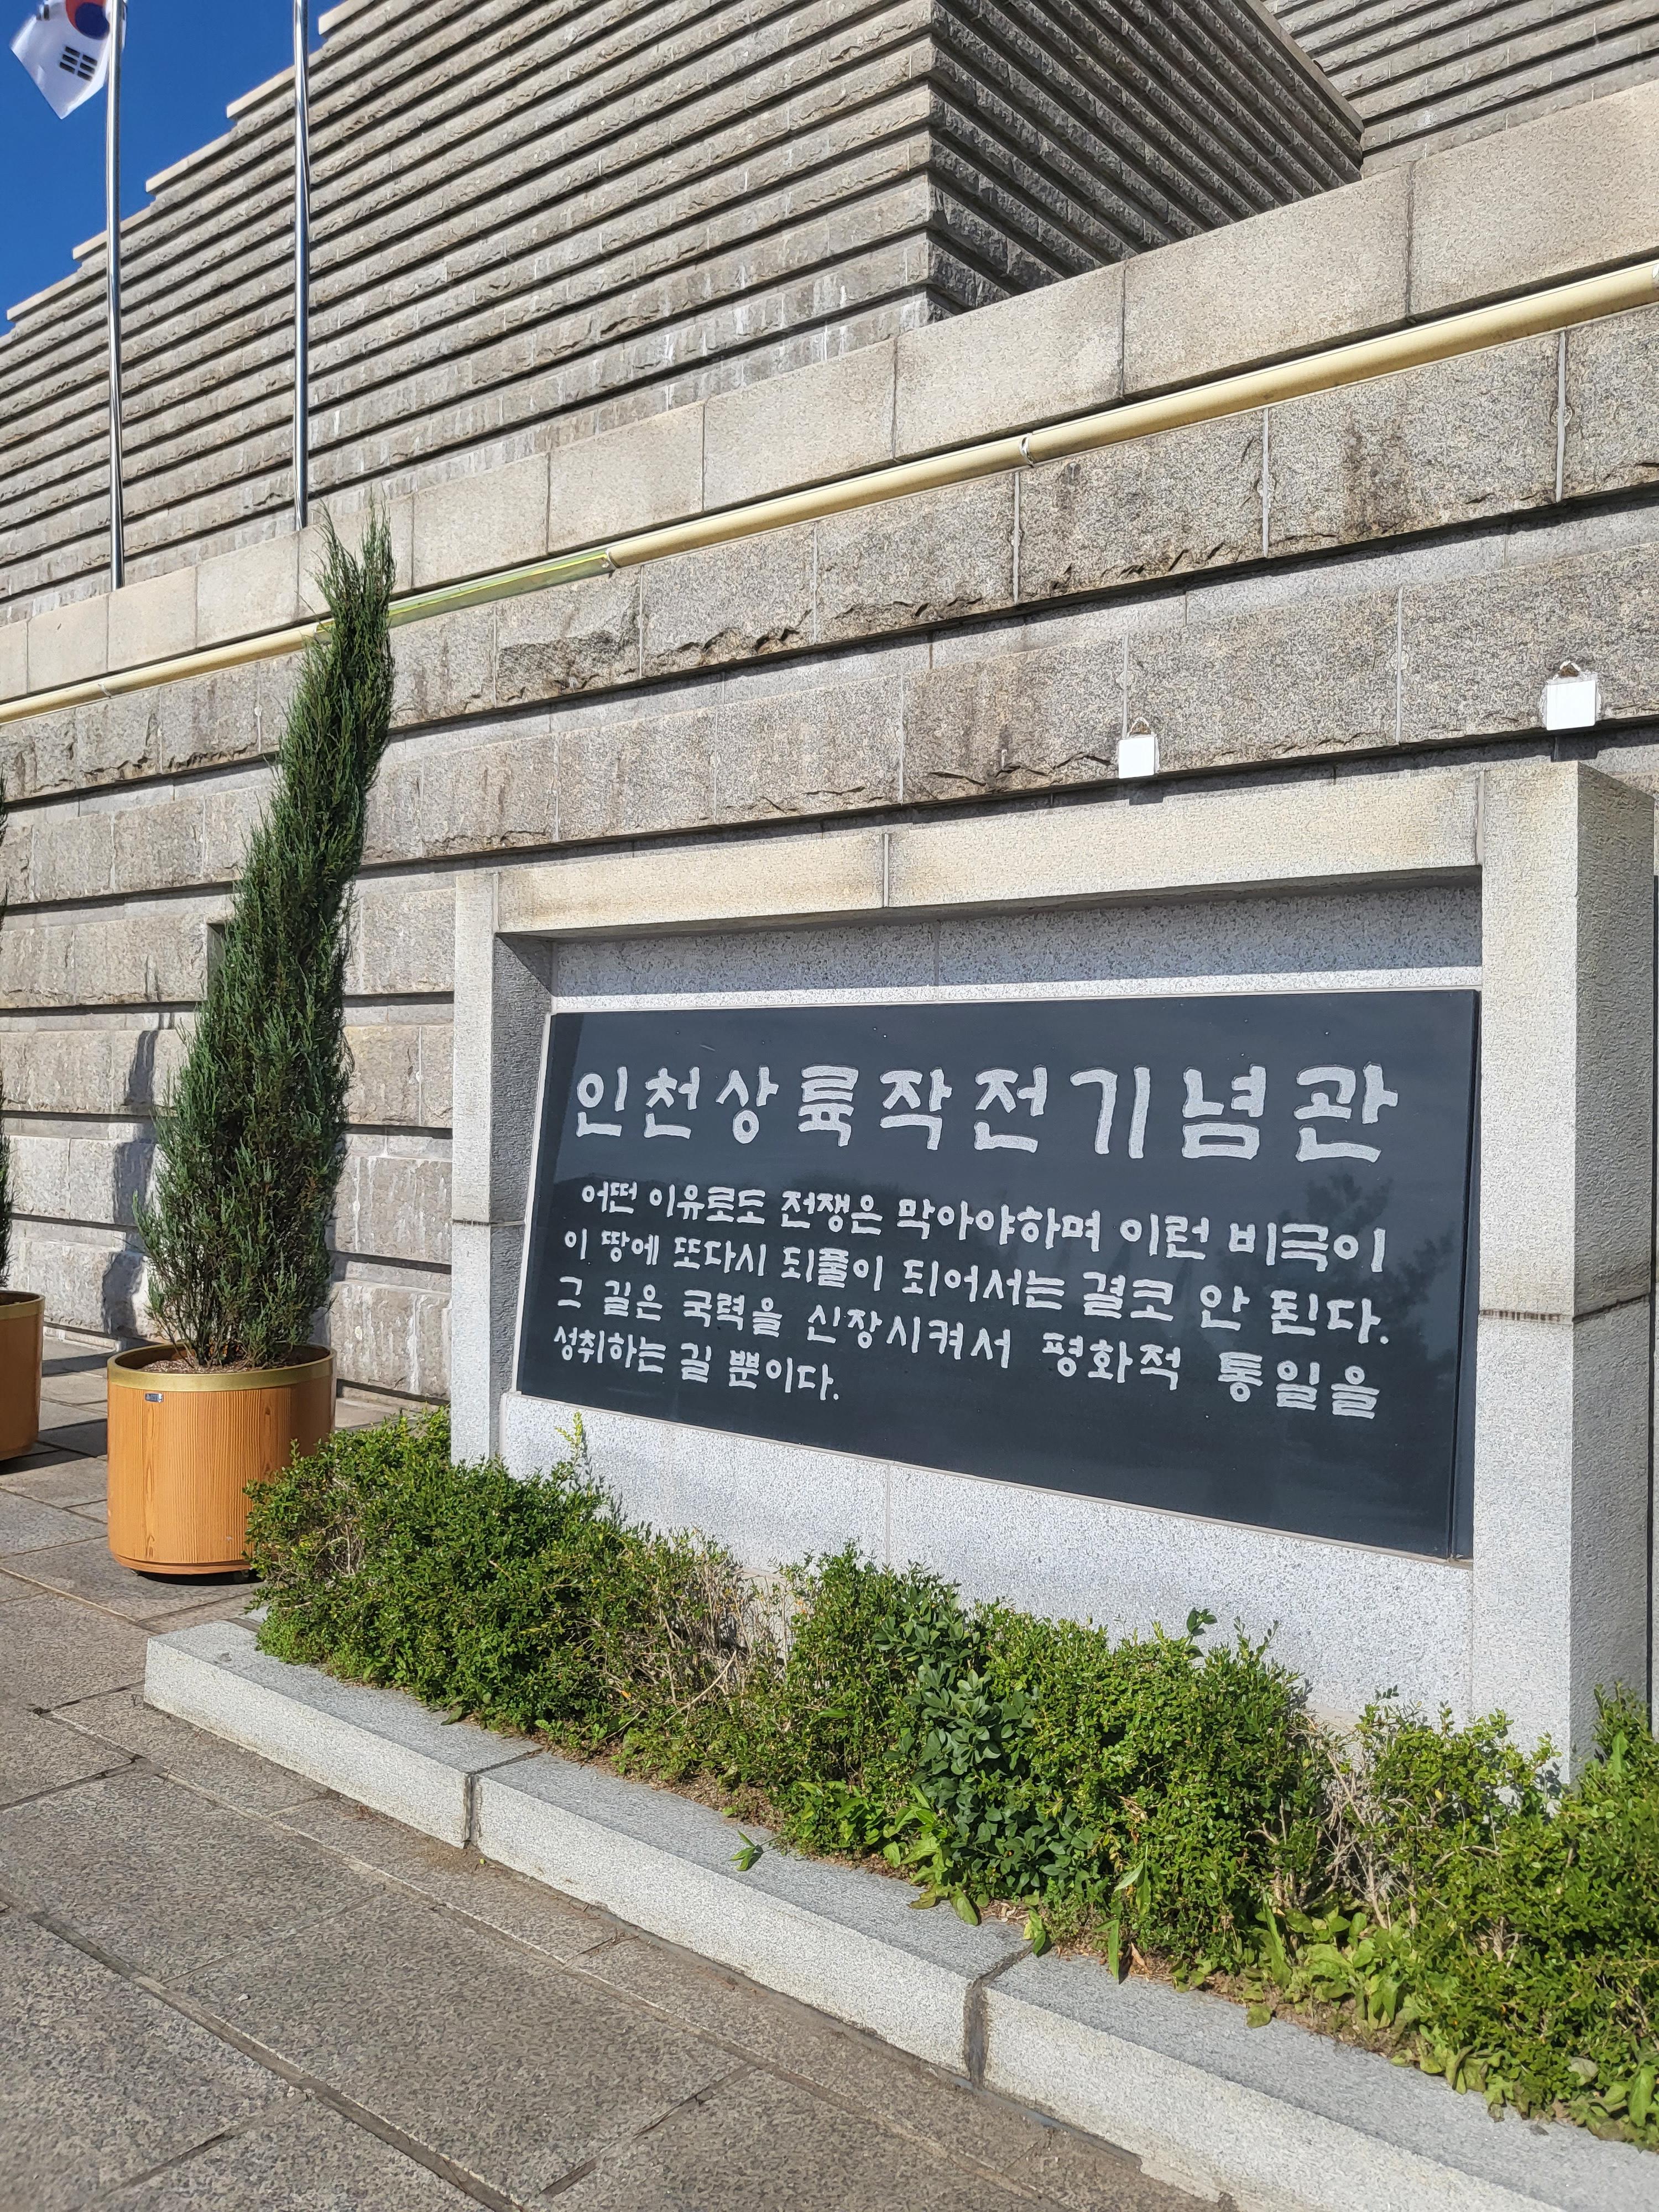 인천상륙작전기념관
어떤 이유로도 전쟁은 막아야하며 이런 비극이
이 땅에 또다시 되풀이 되어서는 결코 안 된다.
그 길은 국력을 신장시켜서 평화적 통일을
성취하는 길 뿐이다.